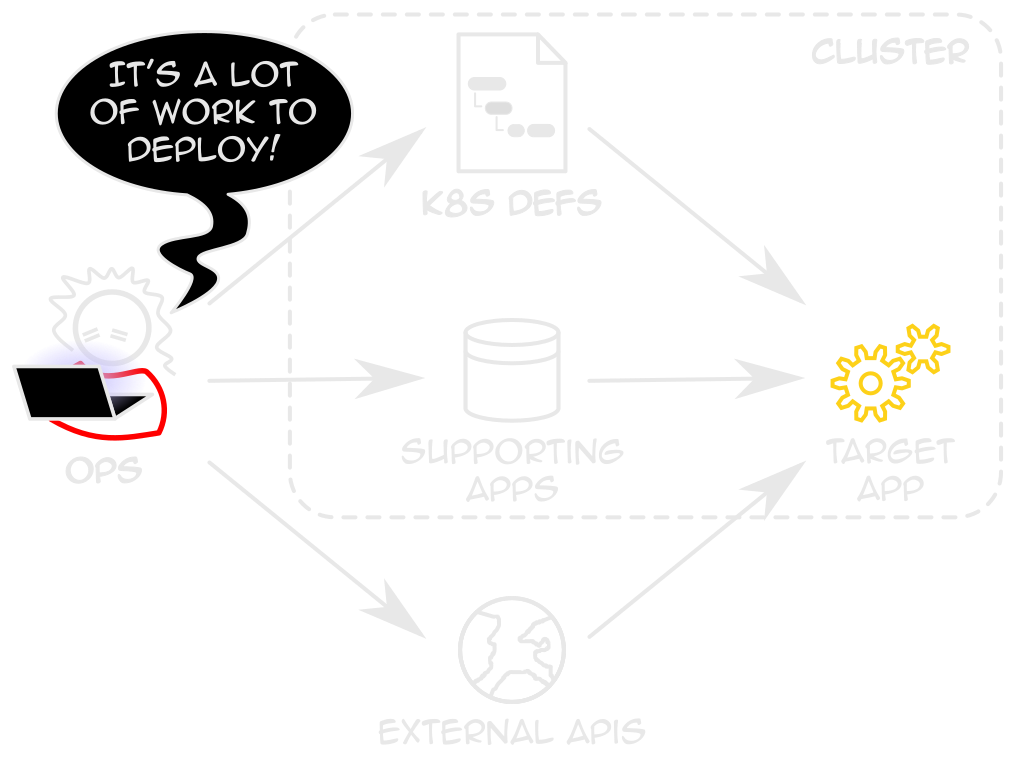 IT'S A LOT
OF WORK TO
DEPLOY!
CLUSTER
K8S DEFS
OPS
SUPPORTING
APPS
TARGET
APP
EXTERNAL APIS